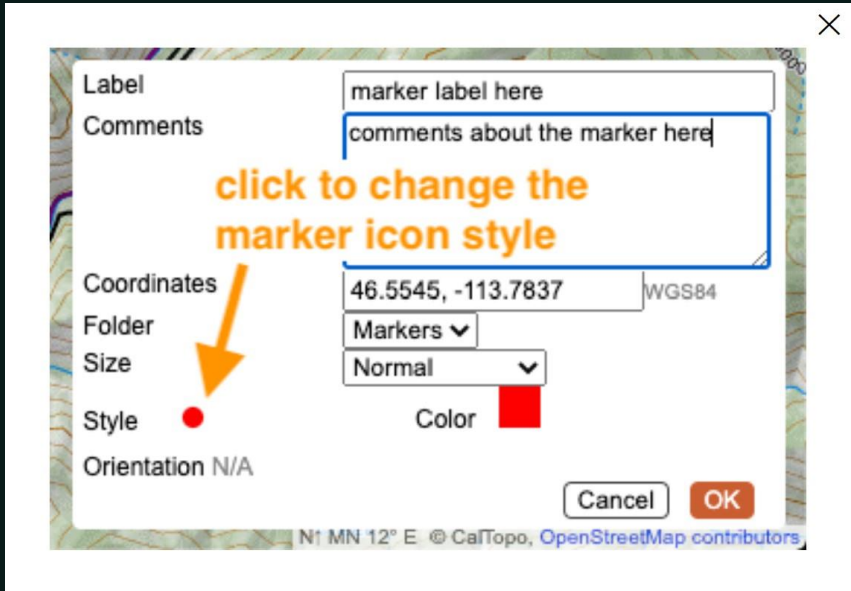 Label marker label here
Comments comments about the marker here
click to change the
marker icon style
Coordinates 46.5545, -113.7837 WGS84
Folder Markers
Size Normal
Style Color
Orientation N/A
Cancel OK
N↑ MN 12° E © CalTopo, OpenStreetMap contributors